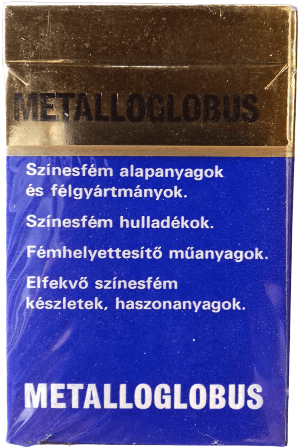 METALLOGLOBUS
Színesfém alapanyagok
és félgyártmányok.
Színesfém hulladékok.
Fémhelyettesítő műanyagok.
Elfekvő színesfém
készletek, haszonanyagok.
METALLOGLOBUS